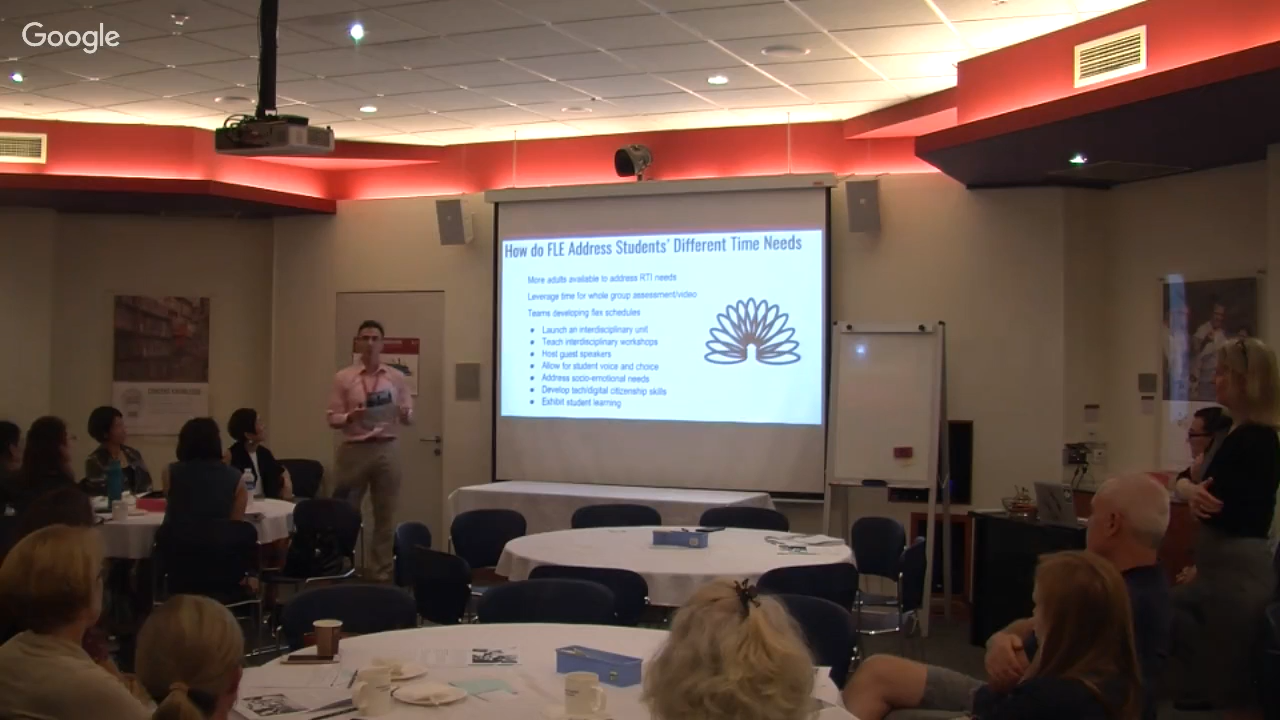 Google
How do FLE Address Students' Different Time Needs
More adults available to address RTI needs
Leverage time for whole group assessment/video
Teams developing flex schedules
● Launch an interdisciplinary unit
● Teach interdisciplinary workshops
● Host guest speakers
● Allow for student voice and choice
● Address socio-emotional needs
● Develop tech/digital citizenship skills
● Exhibit student learning